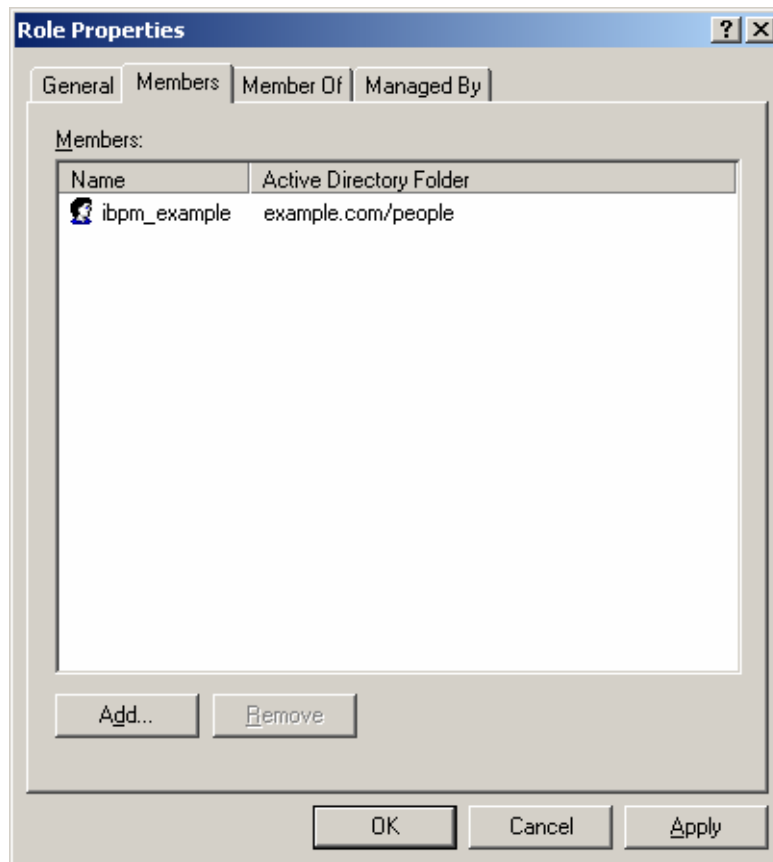 Role Properties
General Members Member Of Managed By
Members:
Name Active Directory Folder
ibpm_example example.com/people
Add... Remove
OK Cancel Apply